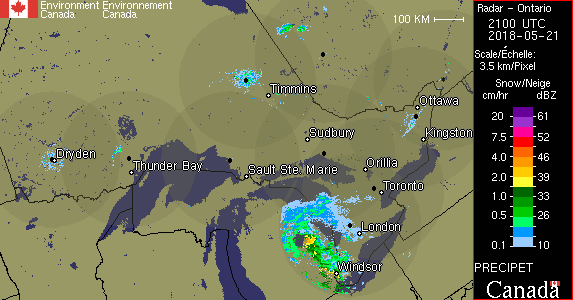 Environment Environnement
Canada Canada
100 KM
Timmins
Ottawa
Sudbury
Kingston
Dryden
Thunder Bay
Sault Ste. Marie
Orillia
Toronto
London
Windsor
Radar - Ontario
2100 UTC
2018-05-21
Scale/Échelle:
3.5 km/Pixel
Snow/Neige
cm/hr dBZ
20 61
7.5 52
4.0 46
2.0 39
1.0 33
0.5 26
0.1 10
PRECIPET
Canada